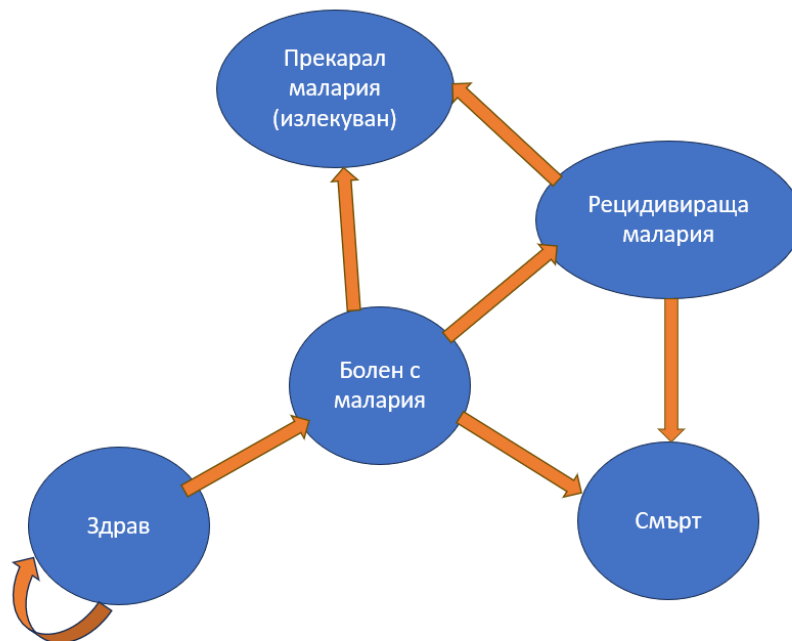 Прекарал
малария
(излекуван)
Рецидивираща
малария
Болен с
малария
Здрав
Смърт